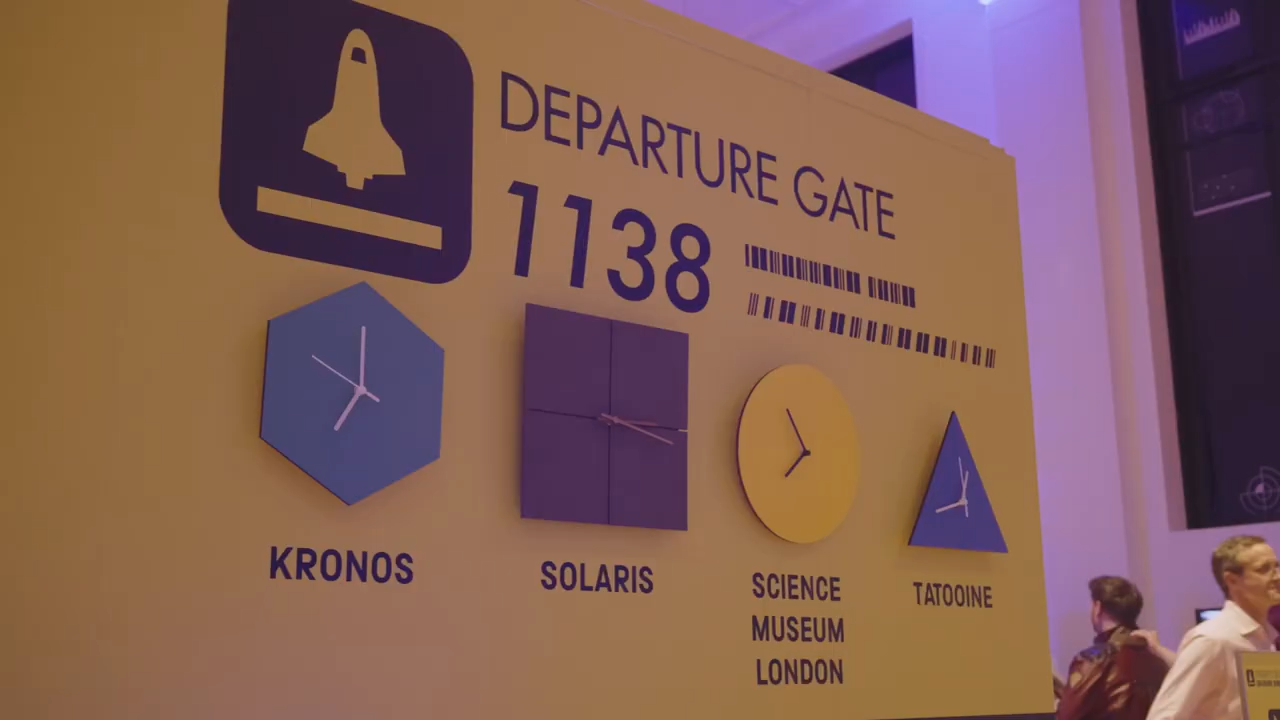 DEPARTURE GATE
1138
KRONOS
SOLARIS
SCIENCE
MUSEUM
LONDON
TATOOINE